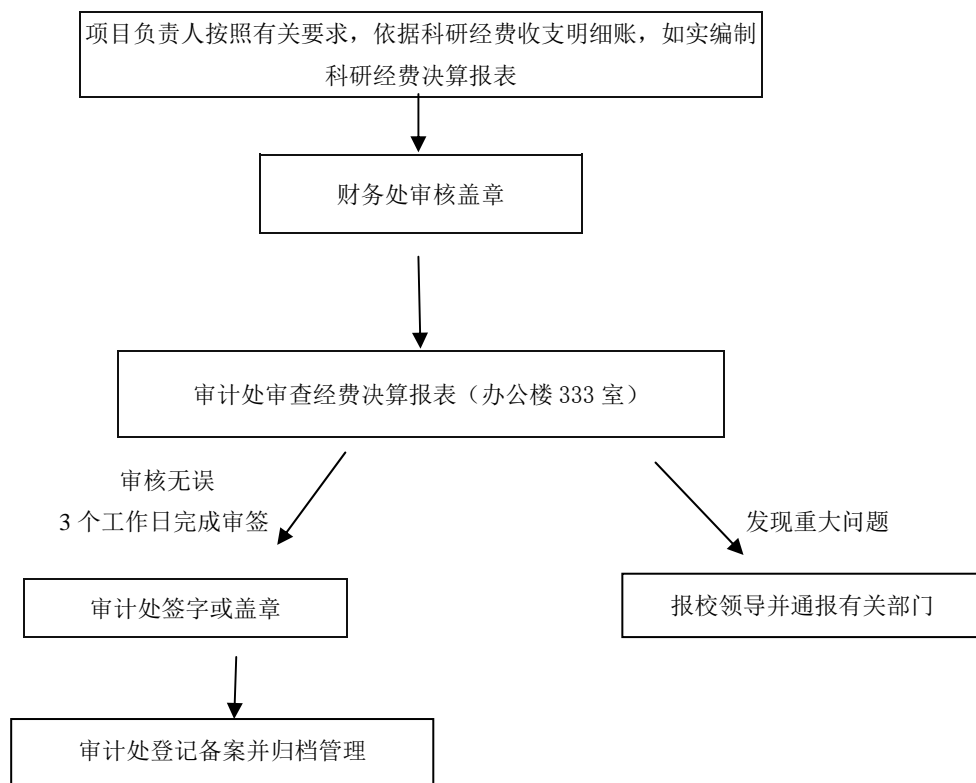 项目负责人按照有关要求，依据科研经费收支明细账，如实编制
科研经费决算报表
财务处审核盖章
审计处审查经费决算报表（办公楼 333 室）
审核无误
3 个工作日完成审签
发现重大问题
审计处签字或盖章
报校领导并通报有关部门
审计处登记备案并归档管理